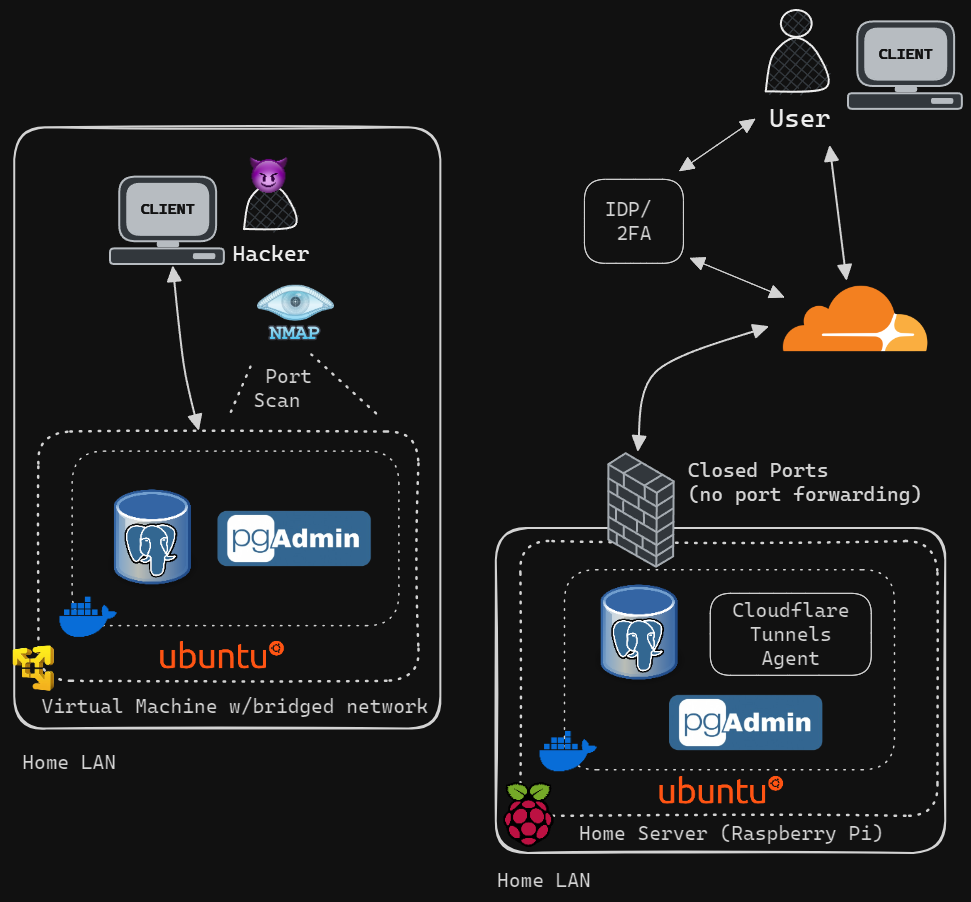 CLIENT
User
IDP/
2FA
CLIENT
Hacker
NMAP
Port
Scan
Closed Ports
(no port forwarding)
pgAdmin
ubuntu
Virtual Machine w/bridged network
Home LAN
Cloudflare
Tunnels
Agent
pgAdmin
ubuntu
Home Server (Raspberry Pi)
Home LAN